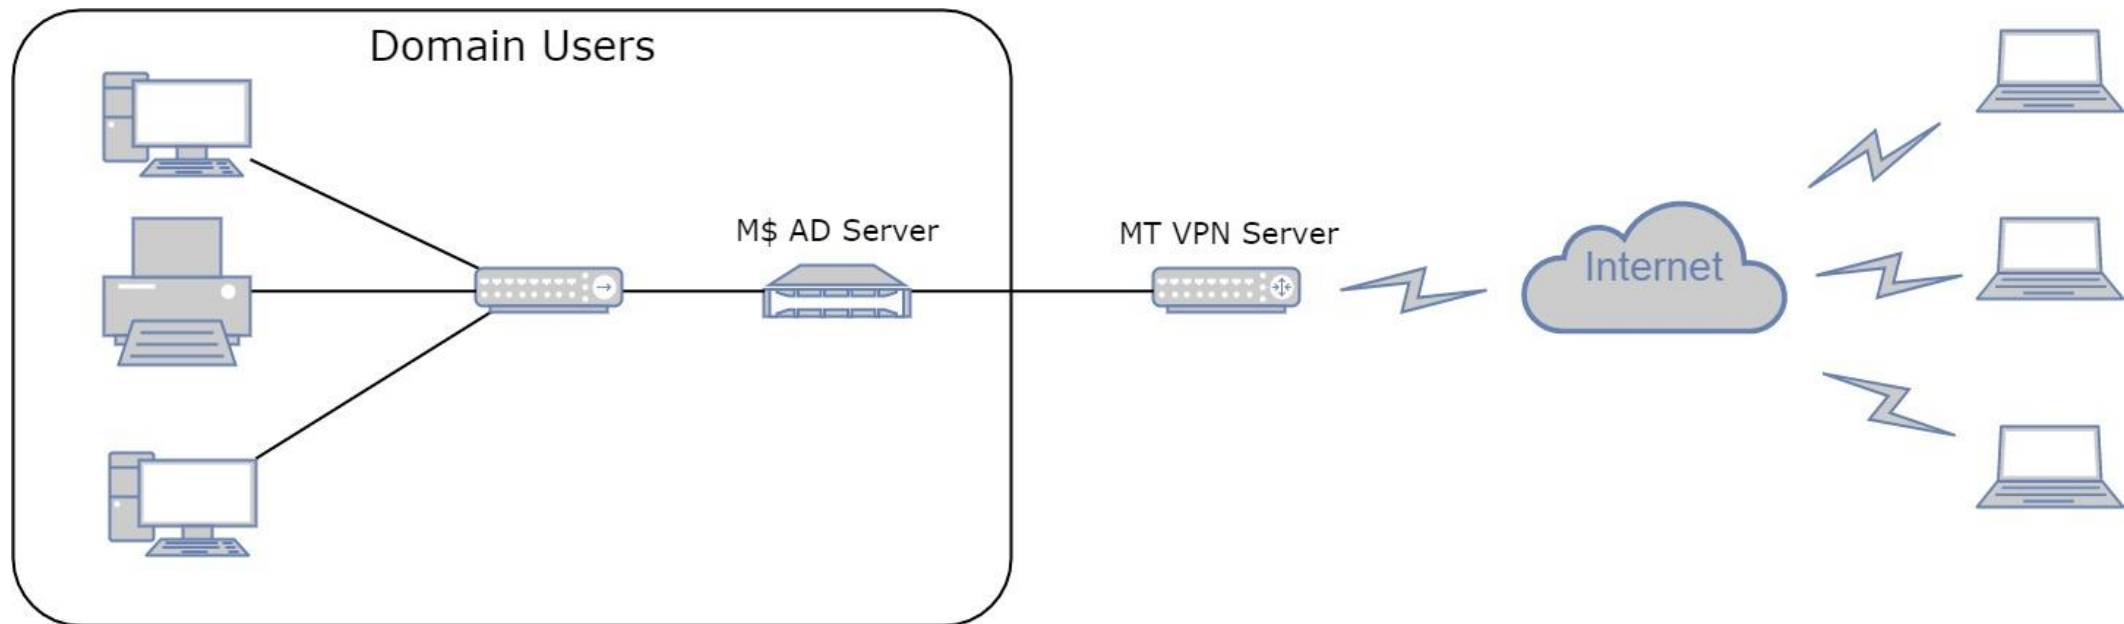 Domain Users
M$ AD Server
MT VPN Server
Internet